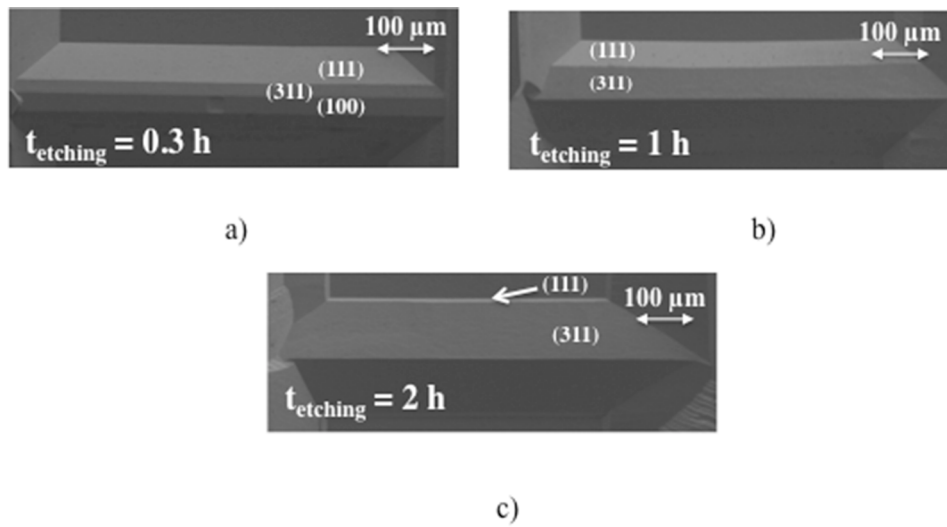 100 µm
(111)
(311)
(100)
t_etching = 0.3 h
a)
100 µm
(111)
(311)
t_etching = 1 h
b)
(111)
100 µm
(311)
t_etching = 2 h
c)